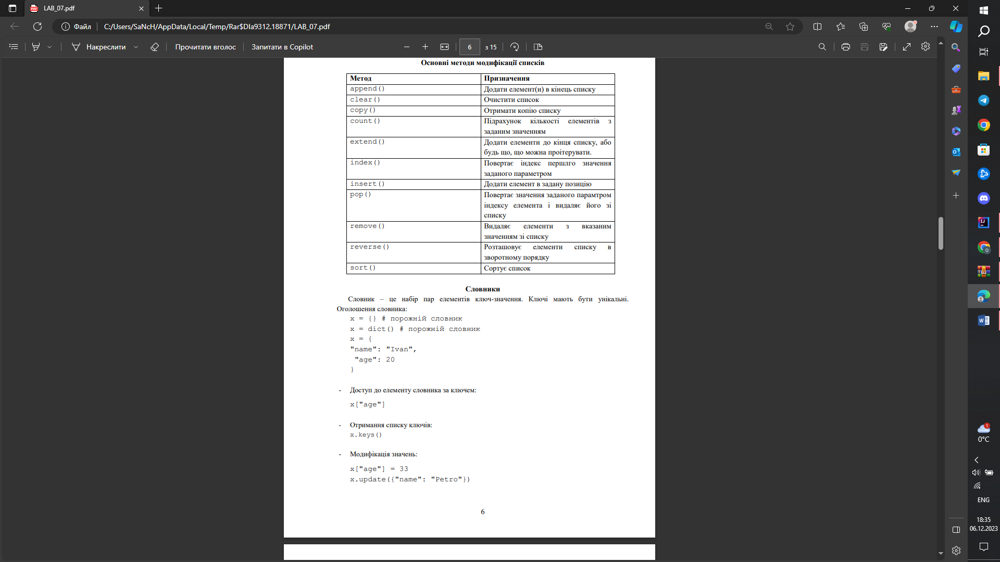 LAB_07.pdf
Файл
C:/Users/SaNcH/AppData/Local/Temp/Rar$DIa9312.18871/LAB_07.pdf
Накреслити
Прочитати вголос
Запитати в Copilot
6
з 15
Основні методи модифікації списків
Метод Призначення
append() Додати елемент(и) в кінець списку
clear() Очистити список
copy() Отримати копію списку
count() Підрахунок кількості елементів з
заданим значенням
extend() Додати елементи до кінця списку, або
будь що, що можна проітерувати.
index() Повертає індекс першлго значення
заданого параметром
insert() Додати елемент в задану позицію
pop() Повертає значення заданого парамтром
індексу елемента і видаляє його зі
списку
remove() Видаляє елементи з вказаним
значенням зі списку
reverse() Розташовує елементи списку в
зворотному порядку
sort() Сортує список
Словники
Словник – це набір пар елементів ключ-значення. Ключі мають бути унікальні.
Оголошення словника:
x = {} # порожній словник
x = dict() # порожній словник
x = {
"name": "Ivan",
"age": 20
}
- Доступ до елементу словника за ключем:
x["age"]
- Отримання списку ключів:
x.keys()
- Модифікація значень:
x["age"] = 33
x.update({"name": "Petro"})
6
1
0°C
ENG
18:35
06.12.2023